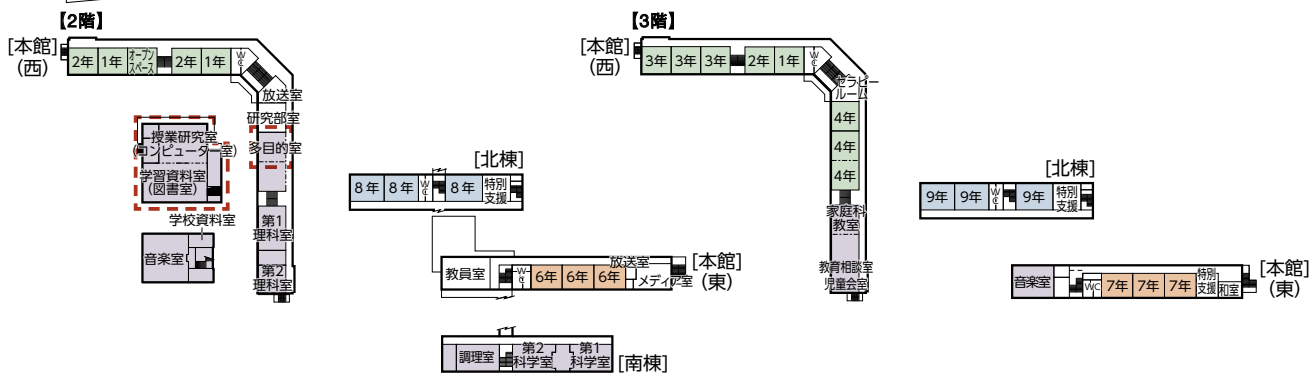 【2階】
[本館]
(西)
2年
1年
オープン
スペース
2年
1年
WC
放送室
研究部室
多目的室
授業研究室
(コンピューター室)
学習資料室
(図書室)
学校資料室
音楽室
第1
理科室
第2
理科室
[北棟]
8年
8年
WC
8年
特別
支援
教員室
WC
6年
6年
6年
放送室
メディア室
[本館]
(東)
調理室
第2
科学室
第1
科学室
[南棟]
【3階】
[本館]
(西)
3年
3年
3年
2年
1年
WC
セラピー
ルーム
4年
4年
4年
家庭科
教室
教育相談室
児童会室
[北棟]
9年
9年
WC
9年
特別
支援
音楽室
WC
7年
7年
7年
特別
支援
和室
[本館]
(東)